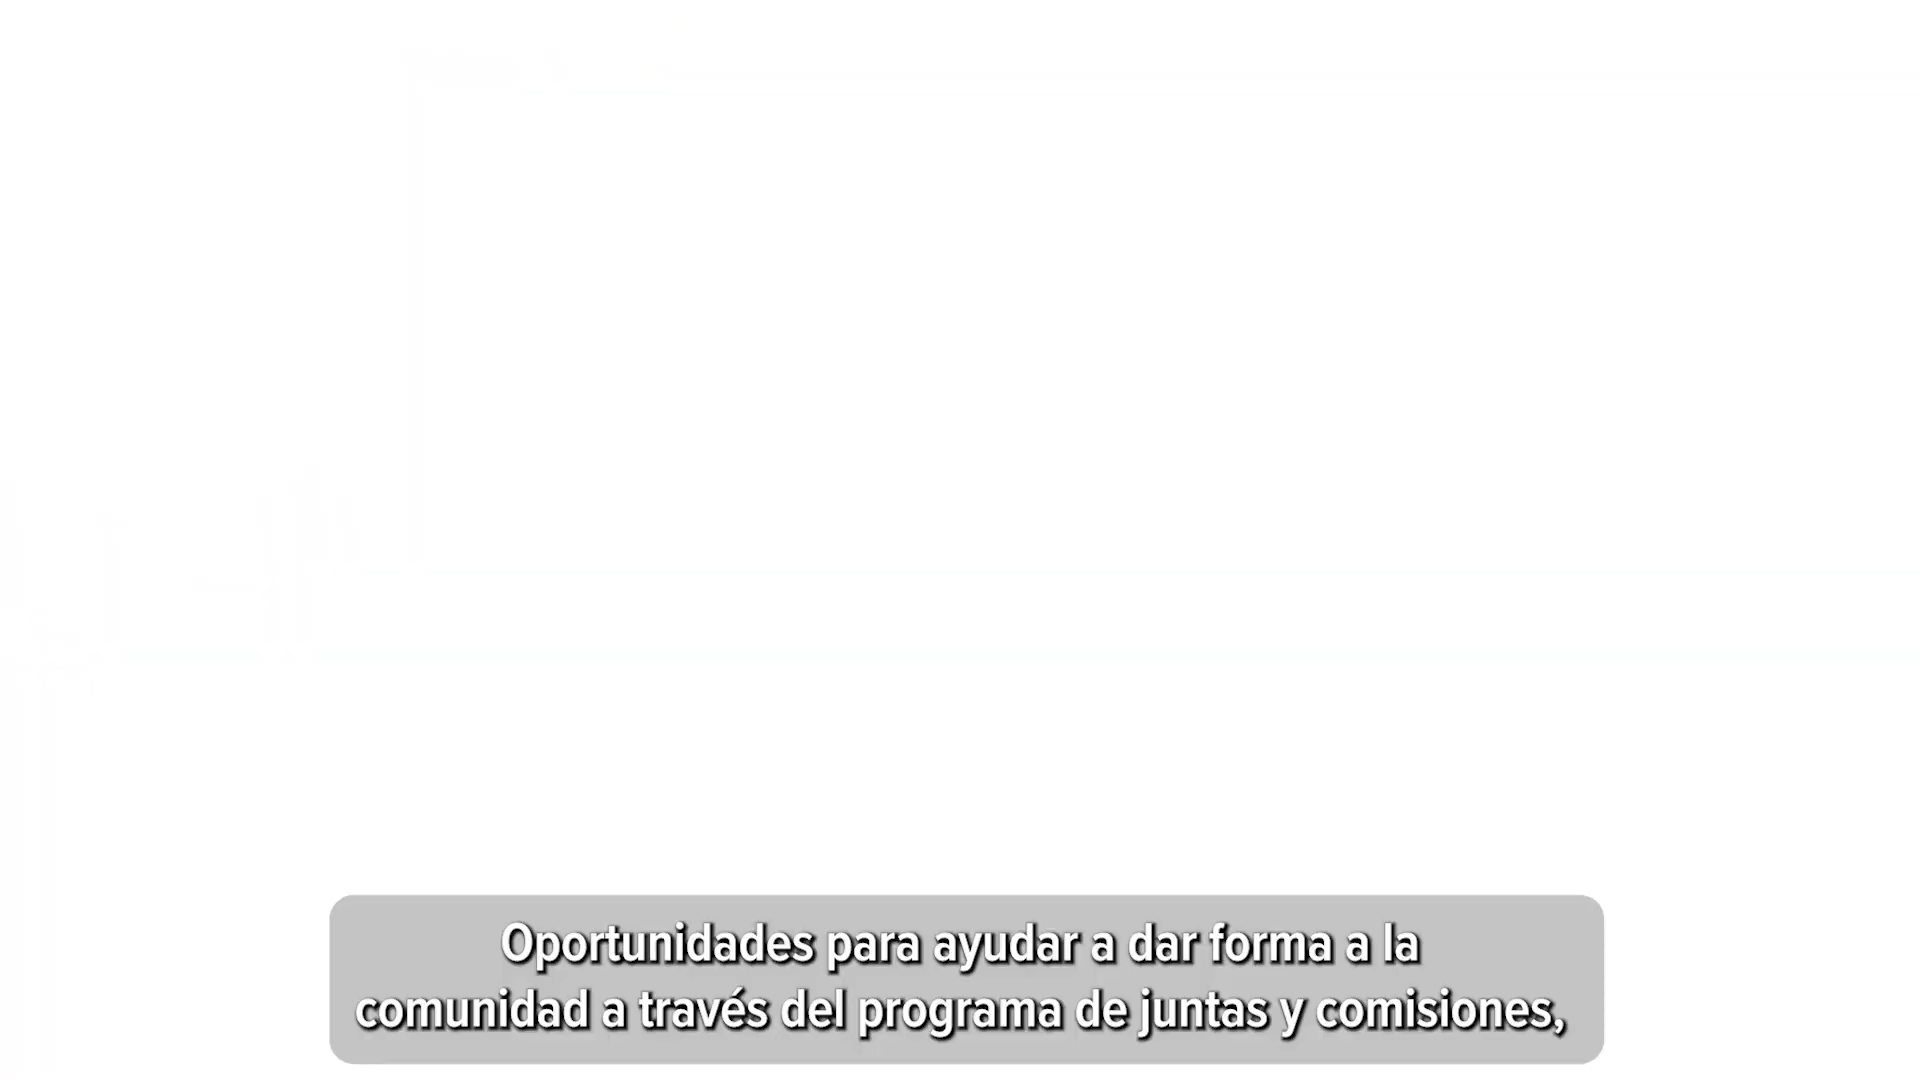 Oportunidades para ayudar a dar forma a la
comunidad a través del programa de juntas y comisiones,